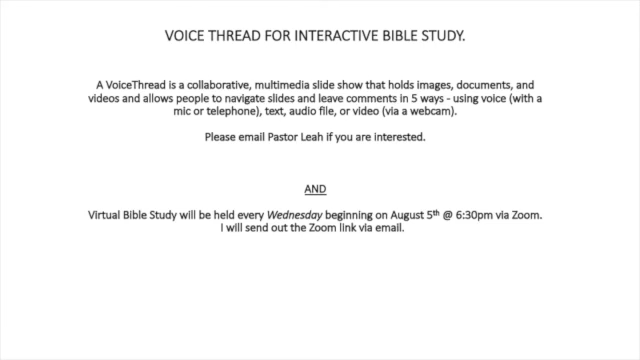 VOICE THREAD FOR INTERACTIVE BIBLE STUDY.
A VoiceThread is a collaborative, multimedia slide show that holds images, documents, and
videos and allows people to navigate slides and leave comments in 5 ways - using voice (with a
mic or telephone), text, audio file, or video (via a webcam).
Please email Pastor Leah if you are interested.
AND
Virtual Bible Study will be held every Wednesday beginning on August 5th @ 6:30pm via Zoom.
I will send out the Zoom link via email.